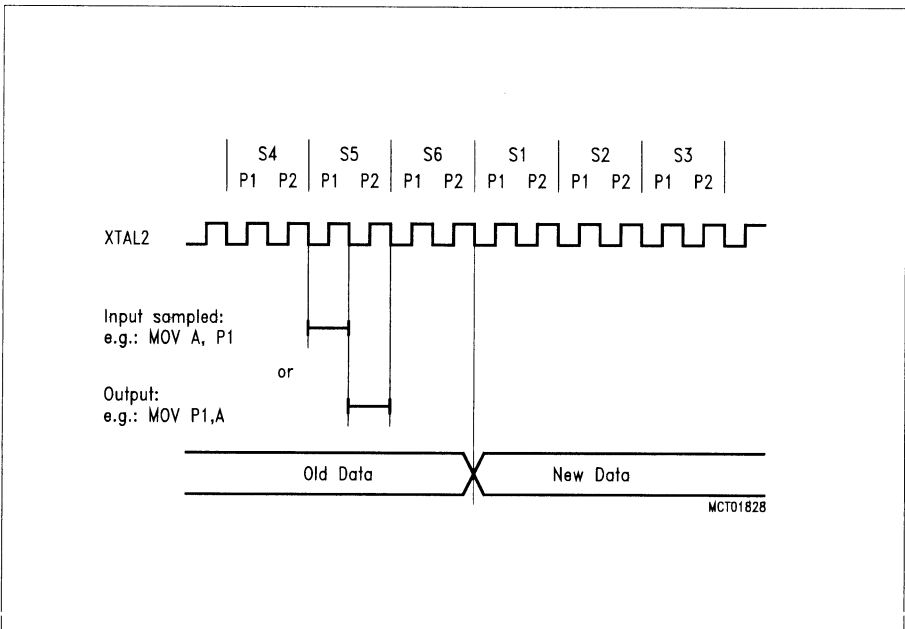 S4 S5 S6 S1 S2 S3
P1 P2 P1 P2 P1 P2 P1 P2 P1 P2 P1 P2
XTAL2
Input sampled:
e.g.: MOV A, P1
or
Output:
e.g.: MOV P1,A
Old Data New Data
MCT01828